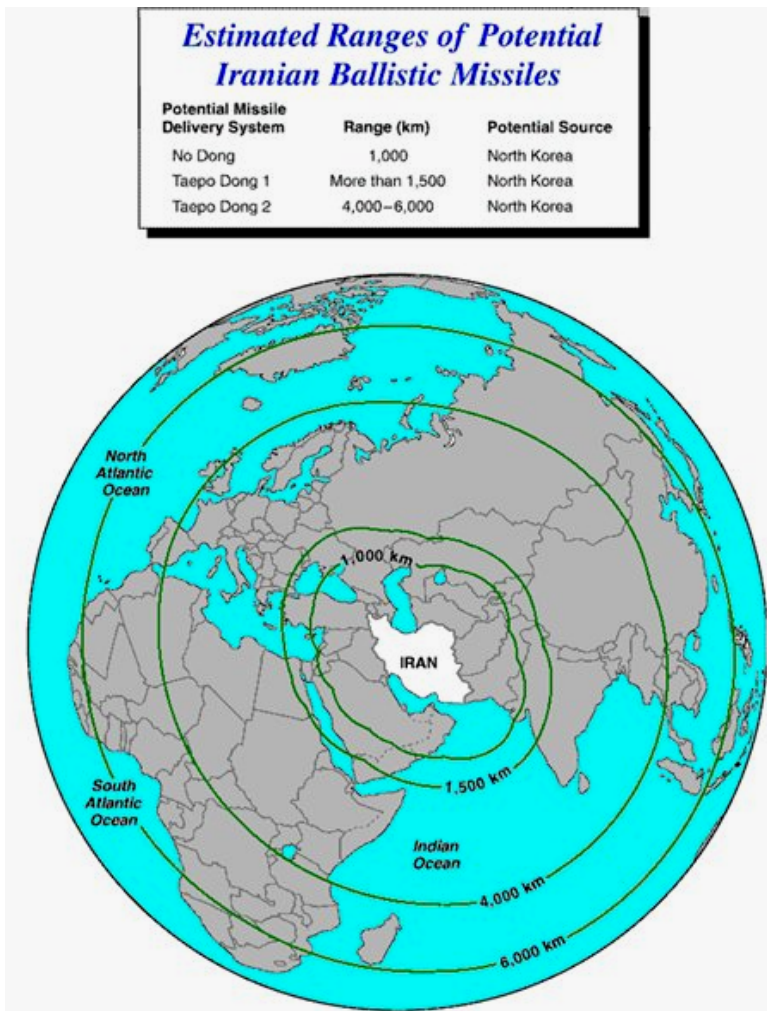 Estimated Ranges of Potential
Iranian Ballistic Missiles
Potential Missile
Delivery System Range (km) Potential Source
No Dong 1,000 North Korea
Taepo Dong 1 More than 1,500 North Korea
Taepo Dong 2 4,000–6,000 North Korea
North
Atlantic
Ocean
1,000 km
IRAN
1,500 km
South
Atlantic
Ocean
Indian
Ocean
4,000 km
6,000 km